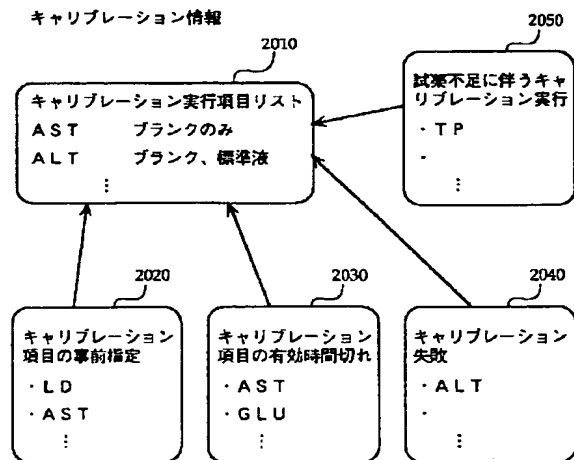 キャリブレーション情報
2010
キャリブレーション実行項目リスト
AST ブランクのみ
ALT ブランク、標準液
⋮
2050
試薬不足に伴うキャ
リブレーション実行
・TP
・
⋮
2020
キャリブレーション
項目の事前指定
・LD
・AST
⋮
2030
キャリブレーション
項目の有効時間切れ
・AST
・GLU
⋮
2040
キャリブレーション
失敗
・ALT
・
⋮